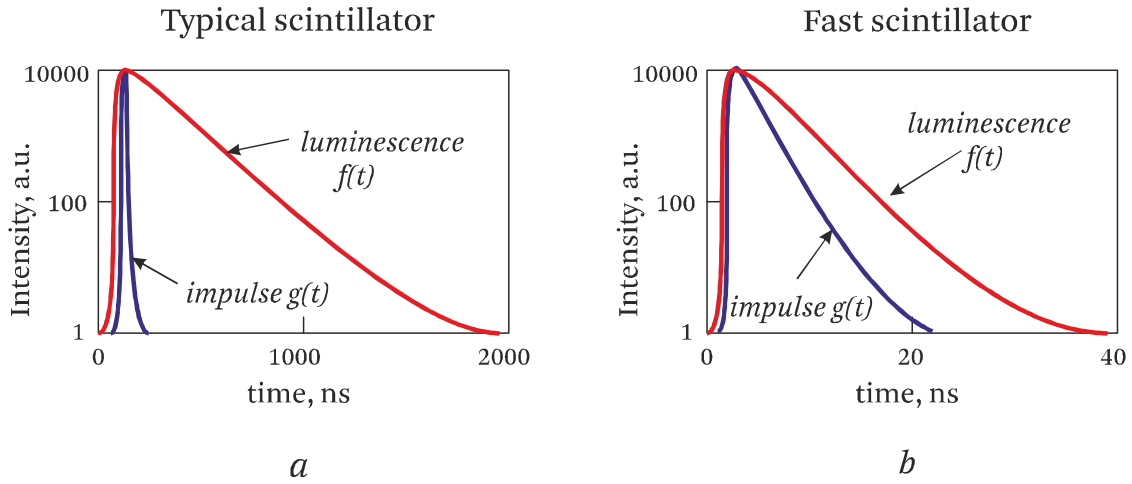 Typical scintillator
10000
100
1
Intensity, a.u.
luminescence
f(t)
impulse g(t)
0
1000
2000
time, ns
a
Fast scintillator
10000
100
1
Intensity, a.u.
luminescence
f(t)
impulse g(t)
0
20
40
time, ns
b